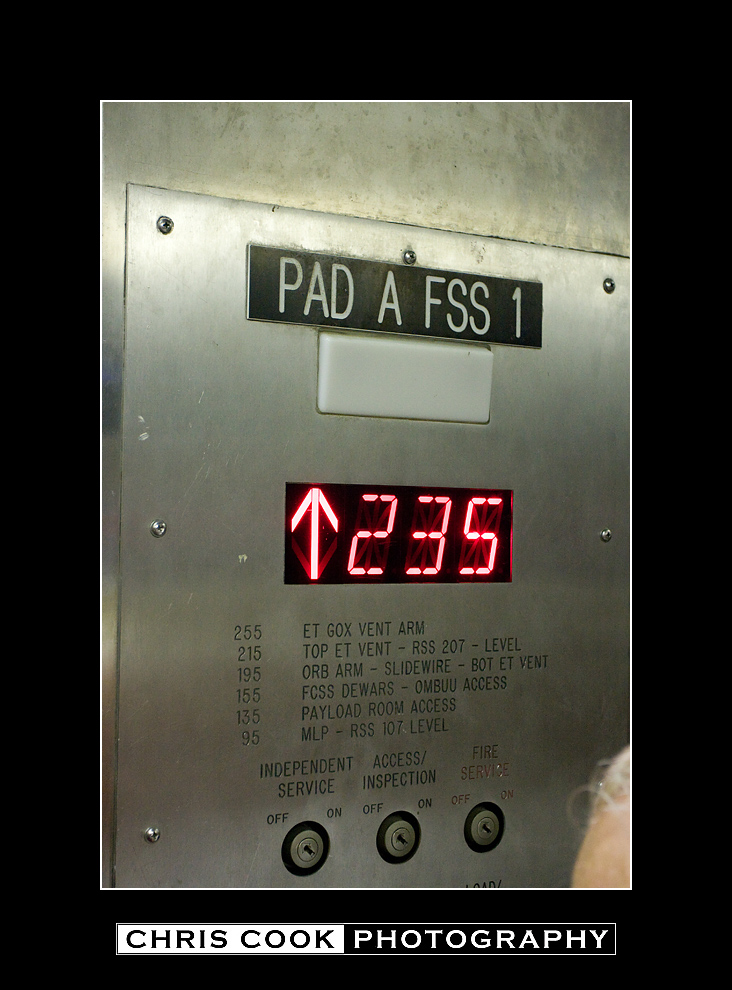 PAD A FSS 1
↑235
255 ET GOX VENT ARM
215 TOP ET VENT - RSS 207 - LEVEL
195 ORB ARM - SLIDEWIRE - BOT ET VENT
155 FCSS DEWARS - OMBUU ACCESS
135 PAYLOAD ROOM ACCESS
95 MLP - RSS 107 LEVEL
INDEPENDENT SERVICE
OFF ON
ACCESS/ INSPECTION
OFF ON
FIRE SERVICE
OFF ON
LOAD/
CHRIS COOK PHOTOGRAPHY